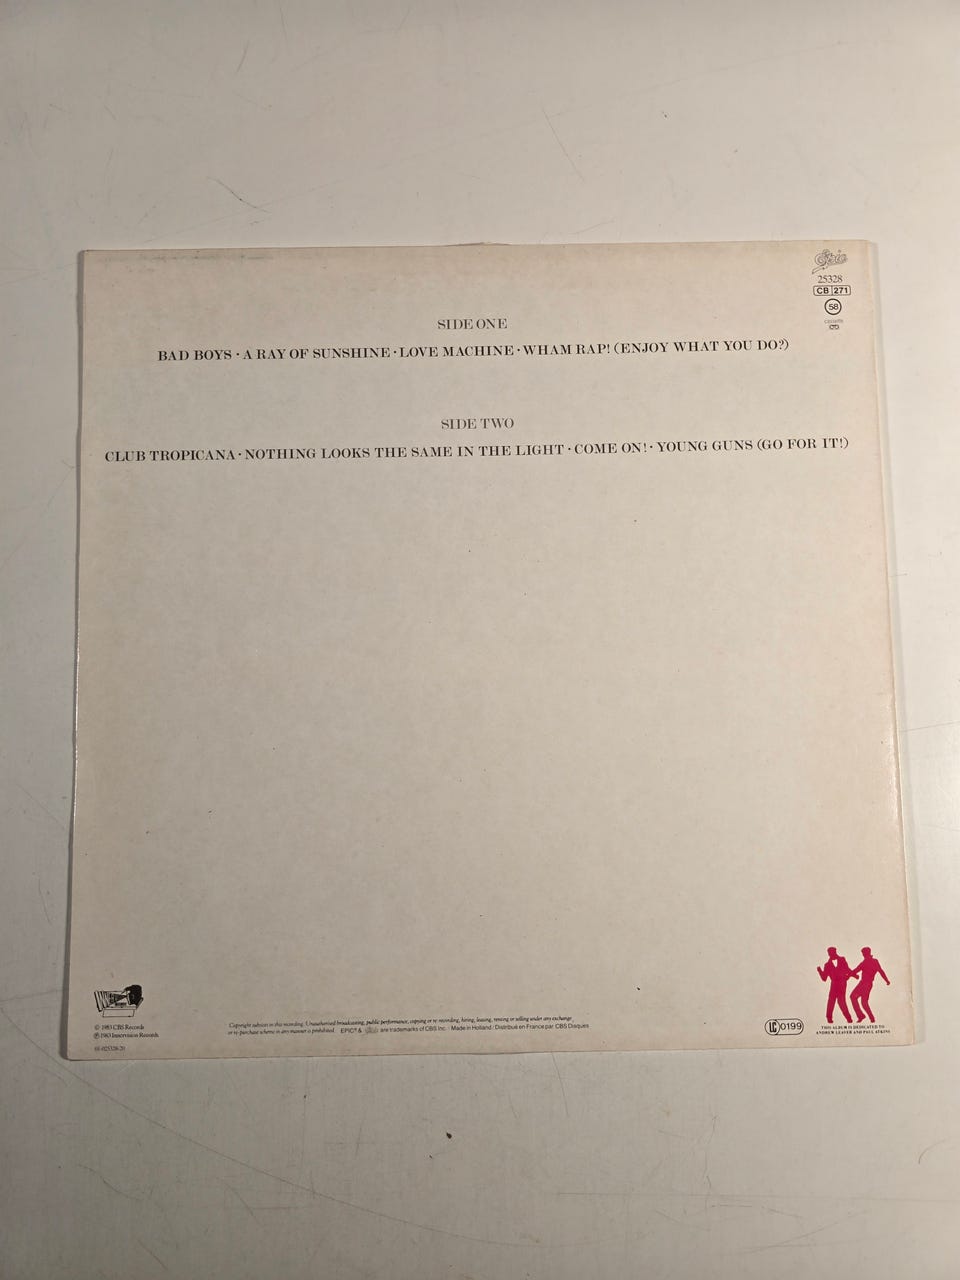 Epic
25328
CB 271
58
cassette
SIDE ONE
BAD BOYS · A RAY OF SUNSHINE · LOVE MACHINE · WHAM RAP! (ENJOY WHAT YOU DO?)
SIDE TWO
CLUB TROPICANA · NOTHING LOOKS THE SAME IN THE LIGHT · COME ON! · YOUNG GUNS (GO FOR IT!)
© 1983 CBS Records
℗ 1983 Innervision Records
01-025328-20
Copyright subsists in this recording. Unauthorised broadcasting, public performance, copying or re-recording, hiring, leasing, renting or selling under any exchange
or re-purchase scheme in any manner is prohibited. EPIC® & Epic are trademarks of CBS Inc. / Made in Holland / Distribué en France par CBS Disques
LC 0199
THIS ALBUM IS DEDICATED TO
ANDREW LEAVER AND PAUL ATKINS